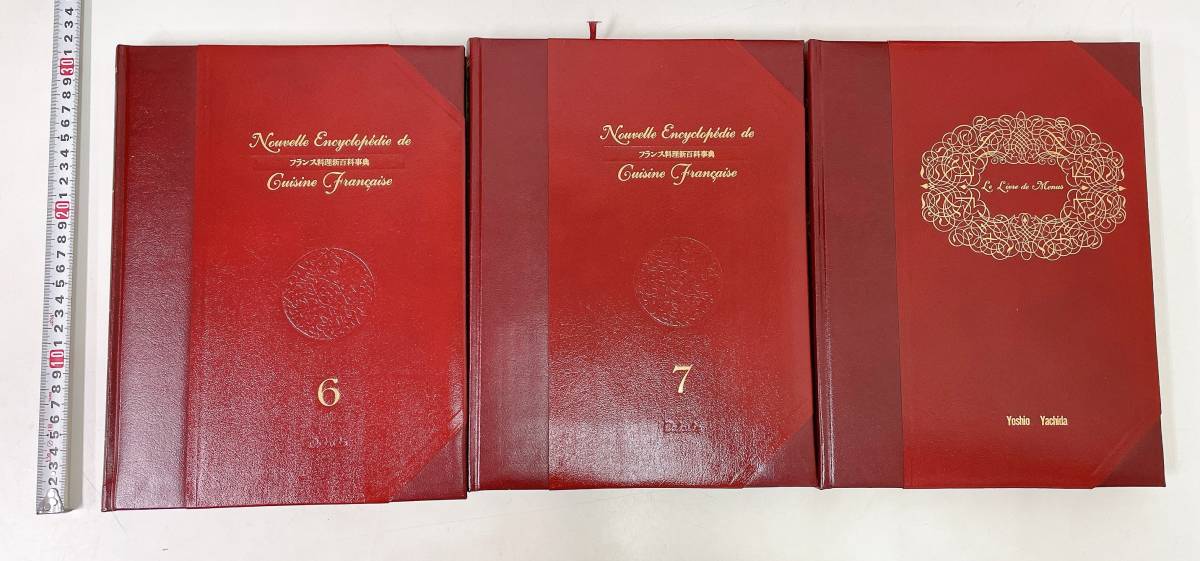 Nouvelle Encyclopédie de
フランス料理新百科事典
Cuisine Française
6
Nouvelle Encyclopédie de
フランス料理新百科事典
Cuisine Française
7
Le Livre de Menus
Yoshio Yachida